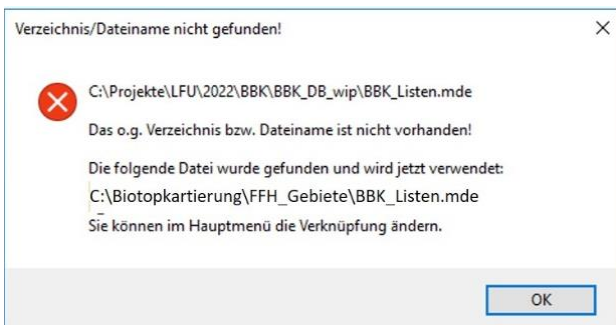 Verzeichnis/Dateiname nicht gefunden!
C:\Projekte\LFU\2022\BBK\BBK_DB_wip\BBK_Listen.mde
Das o.g. Verzeichnis bzw. Dateiname ist nicht vorhanden!
Die folgende Datei wurde gefunden und wird jetzt verwendet:
C:\Biotopkartierung\FFH_Gebiete\BBK_Listen.mde
Sie können im Hauptmenü die Verknüpfung ändern.
OK